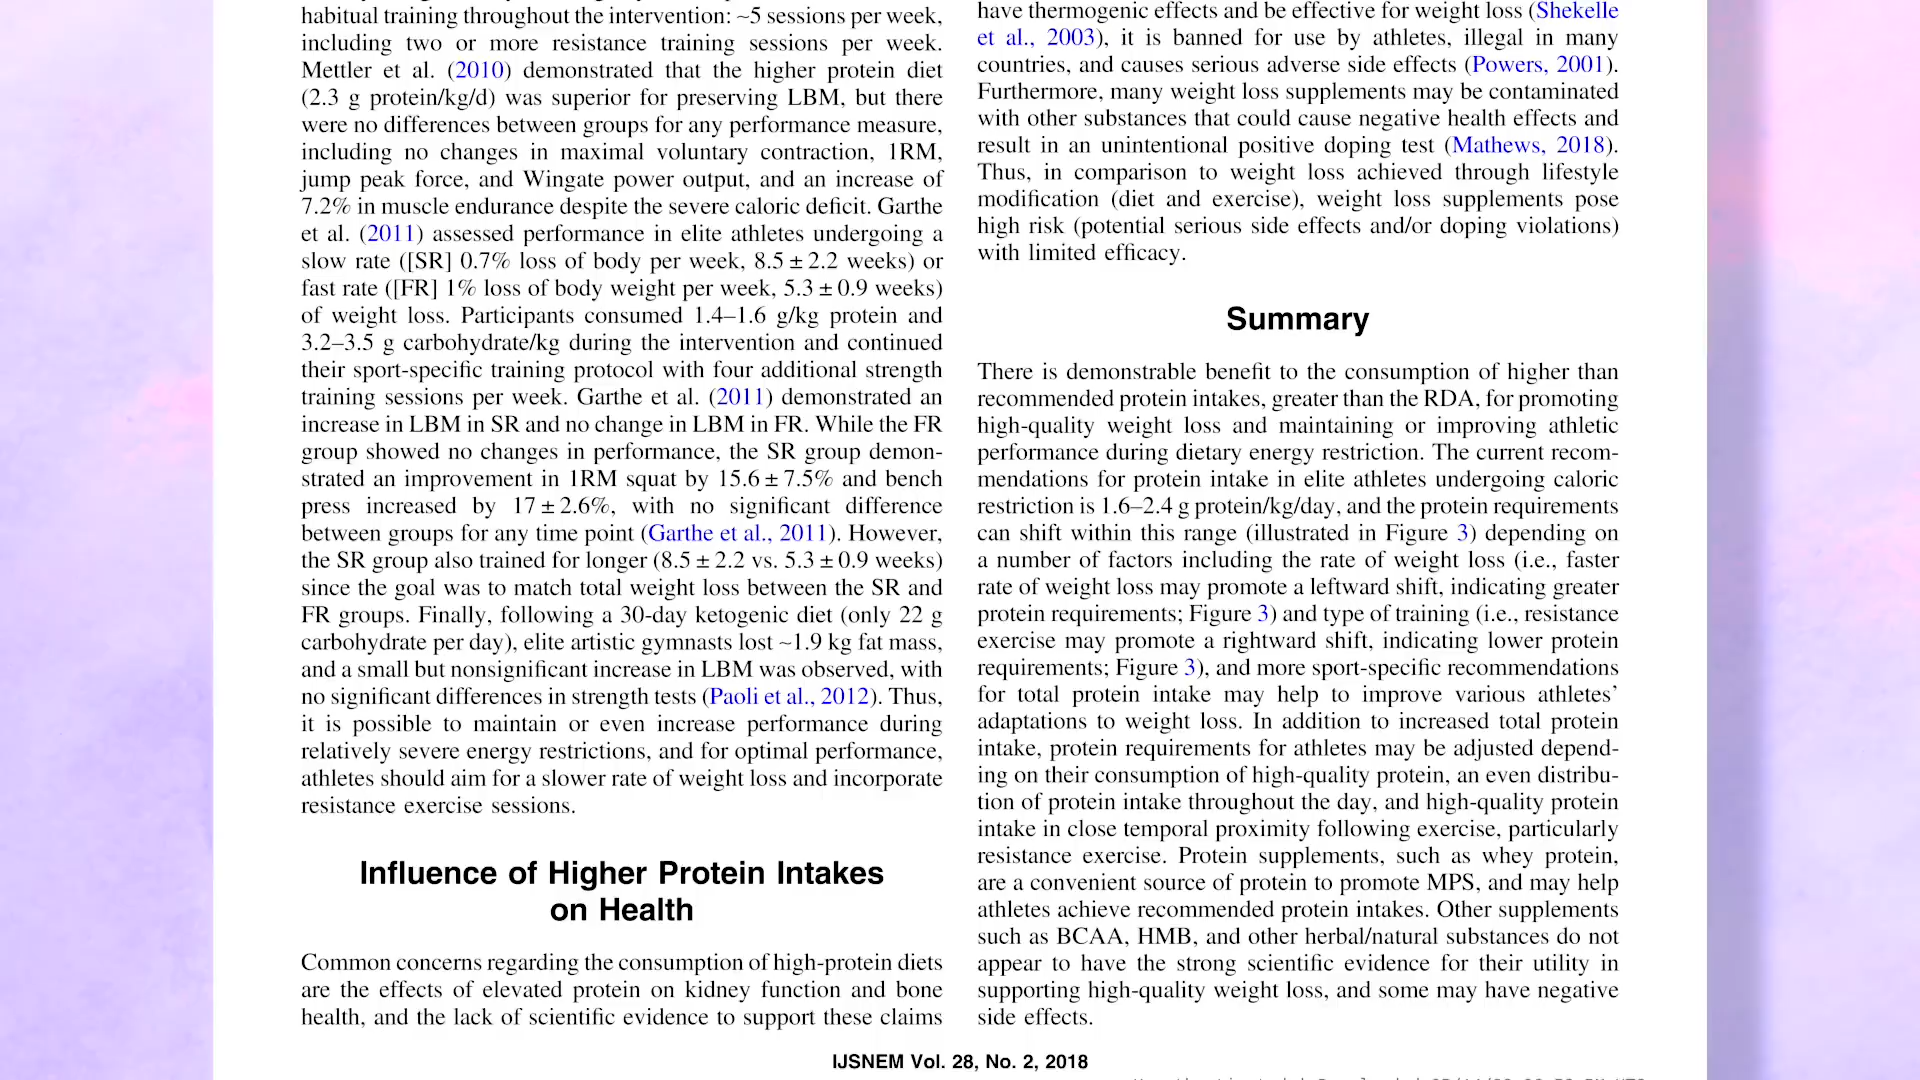 habitual training throughout the intervention: ~5 sessions per week,
including two or more resistance training sessions per week.
Mettler et al. (2010) demonstrated that the higher protein diet
(2.3 g protein/kg/d) was superior for preserving LBM, but there
were no differences between groups for any performance measure,
including no changes in maximal voluntary contraction, 1RM,
jump peak force, and Wingate power output, and an increase of
7.2% in muscle endurance despite the severe caloric deficit. Garthe
et al. (2011) assessed performance in elite athletes undergoing a
slow rate ([SR] 0.7% loss of body per week, 8.5 ± 2.2 weeks) or
fast rate ([FR] 1% loss of body weight per week, 5.3 ± 0.9 weeks)
of weight loss. Participants consumed 1.4–1.6 g/kg protein and
3.2–3.5 g carbohydrate/kg during the intervention and continued
their sport-specific training protocol with four additional strength
training sessions per week. Garthe et al. (2011) demonstrated an
increase in LBM in SR and no change in LBM in FR. While the FR
group showed no changes in performance, the SR group demon-
strated an improvement in 1RM squat by 15.6 ± 7.5% and bench
press increased by 17 ± 2.6%, with no significant difference
between groups for any time point (Garthe et al., 2011). However,
the SR group also trained for longer (8.5 ± 2.2 vs. 5.3 ± 0.9 weeks)
since the goal was to match total weight loss between the SR and
FR groups. Finally, following a 30-day ketogenic diet (only 22 g
carbohydrate per day), elite artistic gymnasts lost ~1.9 kg fat mass,
and a small but nonsignificant increase in LBM was observed, with
no significant differences in strength tests (Paoli et al., 2012). Thus,
it is possible to maintain or even increase performance during
relatively severe energy restrictions, and for optimal performance,
athletes should aim for a slower rate of weight loss and incorporate
resistance exercise sessions.
Influence of Higher Protein Intakes
on Health
Common concerns regarding the consumption of high-protein diets
are the effects of elevated protein on kidney function and bone
health, and the lack of scientific evidence to support these claims
have thermogenic effects and be effective for weight loss (Shekelle
et al., 2003), it is banned for use by athletes, illegal in many
countries, and causes serious adverse side effects (Powers, 2001).
Furthermore, many weight loss supplements may be contaminated
with other substances that could cause negative health effects and
result in an unintentional positive doping test (Mathews, 2018).
Thus, in comparison to weight loss achieved through lifestyle
modification (diet and exercise), weight loss supplements pose
high risk (potential serious side effects and/or doping violations)
with limited efficacy.
Summary
There is demonstrable benefit to the consumption of higher than
recommended protein intakes, greater than the RDA, for promoting
high-quality weight loss and maintaining or improving athletic
performance during dietary energy restriction. The current recom-
mendations for protein intake in elite athletes undergoing caloric
restriction is 1.6–2.4 g protein/kg/day, and the protein requirements
can shift within this range (illustrated in Figure 3) depending on
a number of factors including the rate of weight loss (i.e., faster
rate of weight loss may promote a leftward shift, indicating greater
protein requirements; Figure 3) and type of training (i.e., resistance
exercise may promote a rightward shift, indicating lower protein
requirements; Figure 3), and more sport-specific recommendations
for total protein intake may help to improve various athletes’
adaptations to weight loss. In addition to increased total protein
intake, protein requirements for athletes may be adjusted depend-
ing on their consumption of high-quality protein, an even distribu-
tion of protein intake throughout the day, and high-quality protein
intake in close temporal proximity following exercise, particularly
resistance exercise. Protein supplements, such as whey protein,
are a convenient source of protein to promote MPS, and may help
athletes achieve recommended protein intakes. Other supplements
such as BCAA, HMB, and other herbal/natural substances do not
appear to have the strong scientific evidence for their utility in
supporting high-quality weight loss, and some may have negative
side effects.
IJSNEM Vol. 28, No. 2, 2018